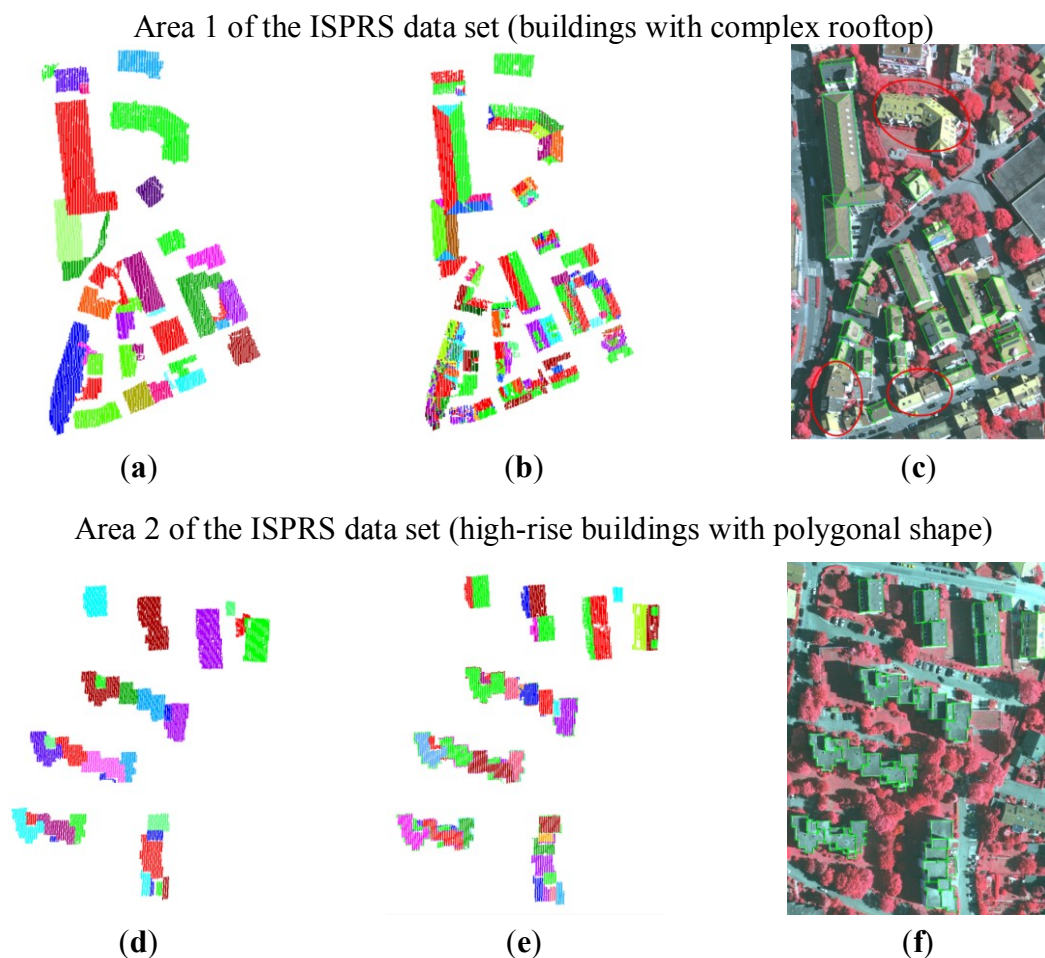 Area 1 of the ISPRS data set (buildings with complex rooftop)
(a) (b) (c)
Area 2 of the ISPRS data set (high-rise buildings with polygonal shape)
(d) (e) (f)